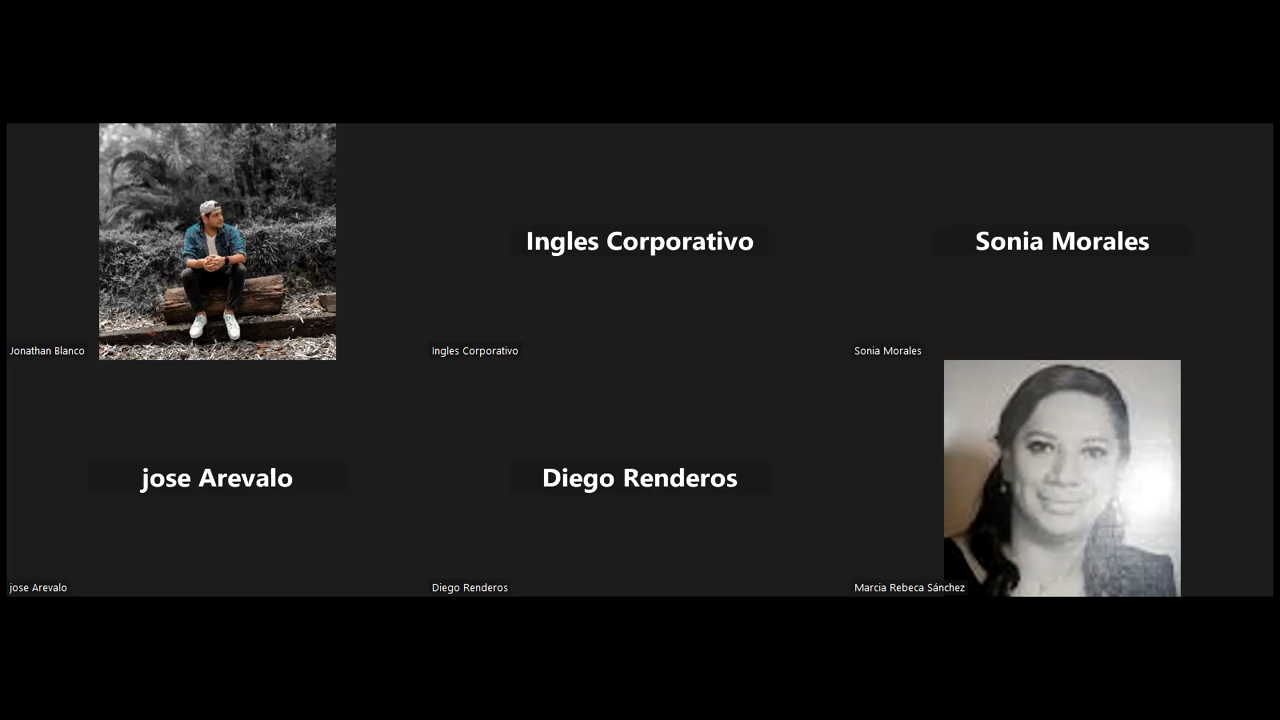 Ingles Corporativo
Sonia Morales
Jonathan Blanco
Ingles Corporativo
Sonia Morales
jose Arevalo
Diego Renderos
jose Arevalo
Diego Renderos
Marcia Rebeca Sánchez